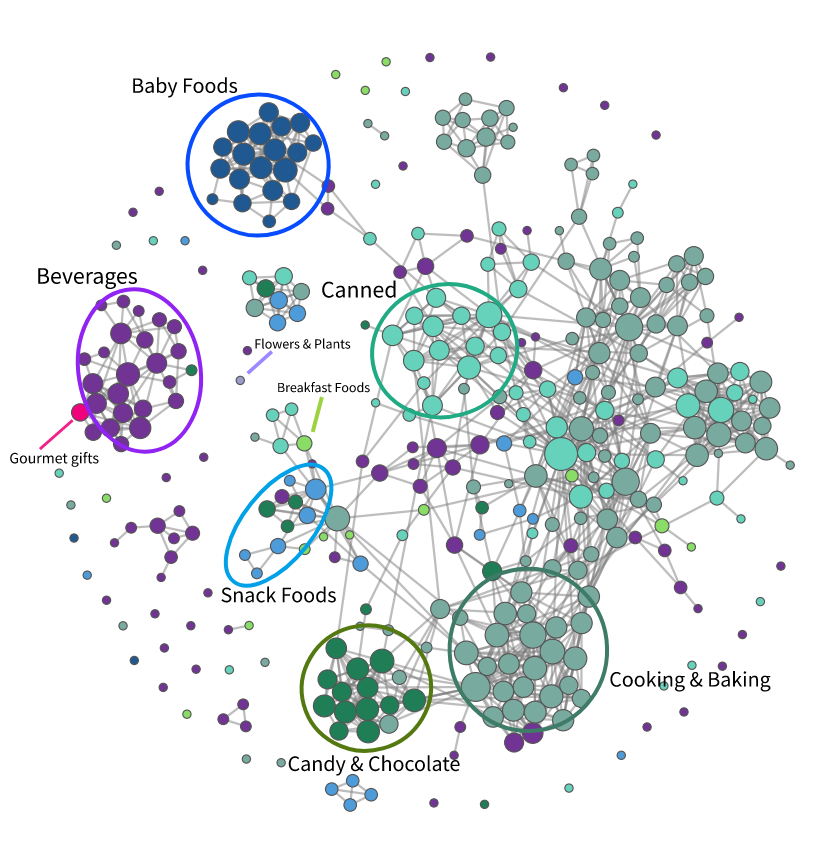 Baby Foods
Beverages
Canned
Flowers & Plants
Breakfast Foods
Gourmet gifts
Snack Foods
Cooking & Baking
Candy & Chocolate